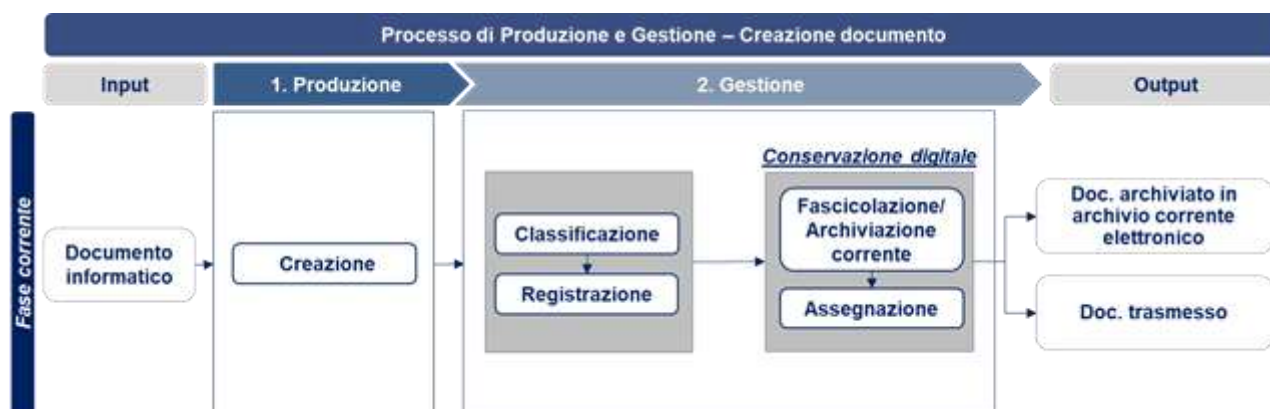 Processo di Produzione e Gestione – Creazione documento
Input
1. Produzione
2. Gestione
Output
Fase corrente
Documento
informatico
Creazione
Classificazione
Registrazione
Conservazione digitale
Fascicolazione/
Archiviazione
corrente
Assegnazione
Doc. archiviato in
archivio corrente
elettronico
Doc. trasmesso